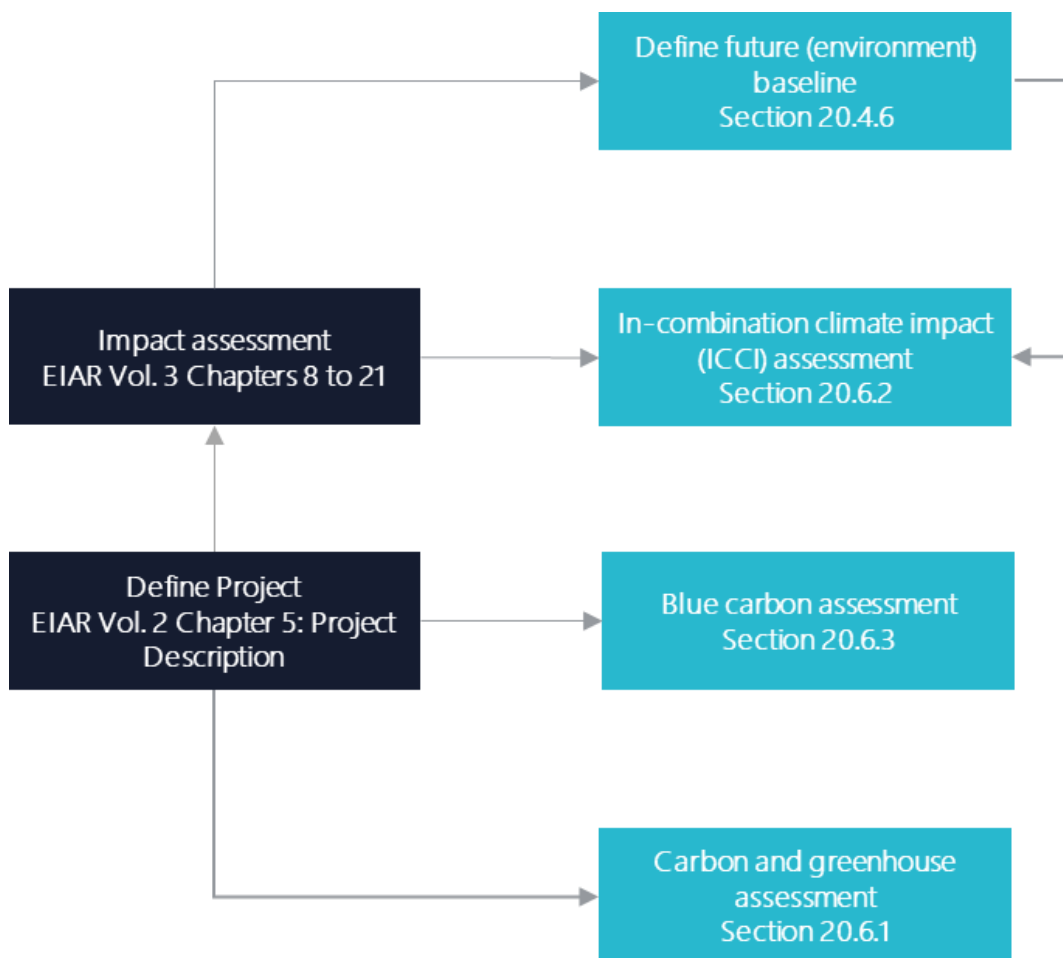 Define future (environment)
baseline
Section 20.4.6
Impact assessment
EIAR Vol. 3 Chapters 8 to 21
In-combination climate impact
(ICCI) assessment
Section 20.6.2
Define Project
EIAR Vol. 2 Chapter 5: Project
Description
Blue carbon assessment
Section 20.6.3
Carbon and greenhouse
assessment
Section 20.6.1